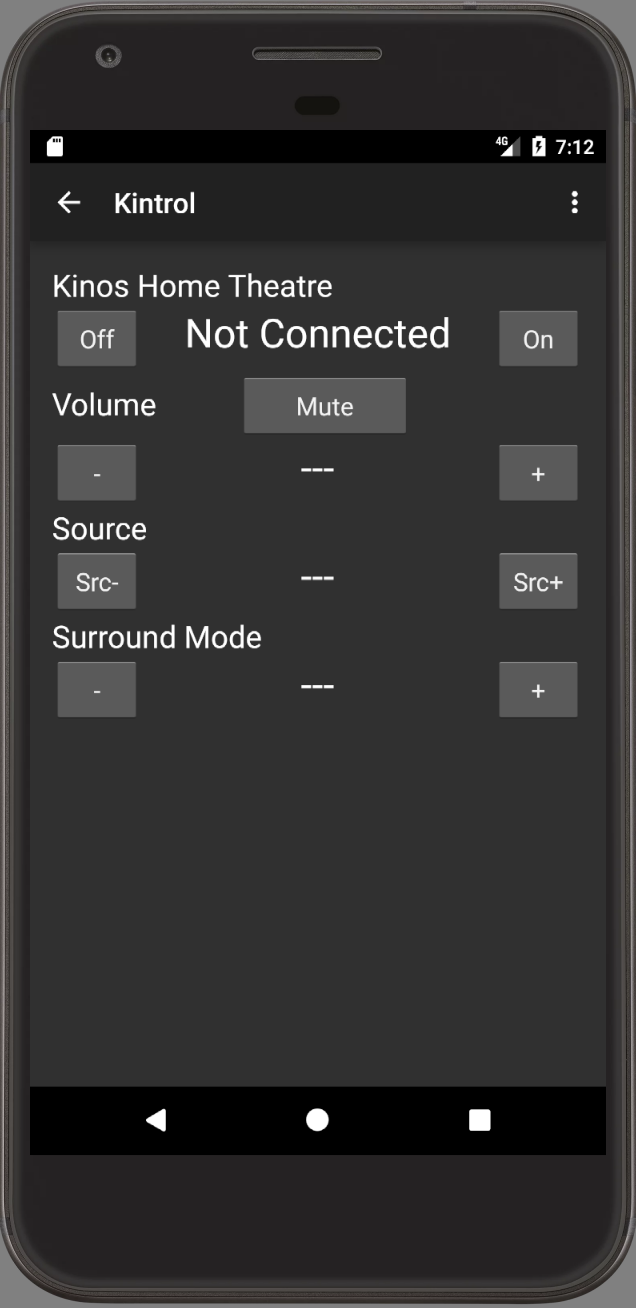 4G 7:12
Kintrol
Kinos Home Theatre
Off Not Connected On
Volume Mute
- --- +
Source
Src- --- Src+
Surround Mode
- --- +